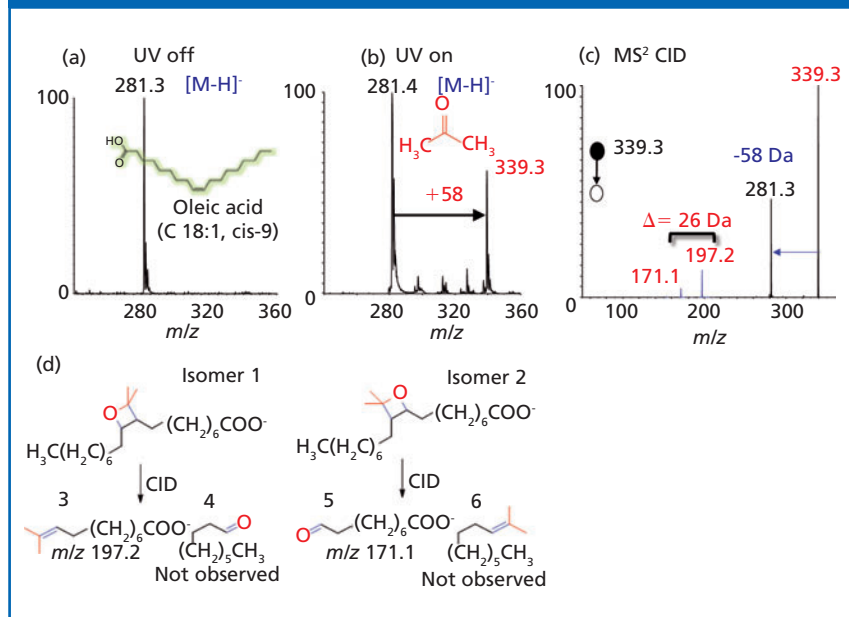 (a) UV off
281.3 [M-H]-
100
HO
O
Oleic acid
(C 18:1, cis-9)
0
280 320 360
m/z
(b) UV on
281.4 [M-H]-
100
O
H3C CH3
339.3
+58
0
280 320 360
m/z
(c) MS2 CID
339.3
100
339.3
-58 Da
281.3
Δ= 26 Da
197.2
171.1
0
100 200 300
m/z
(d)
Isomer 1
O
(CH2)6COO-
H3C(H2C)6
CID
3 4
(CH2)6COO- O
m/z 197.2 (CH2)5CH3
Not observed
Isomer 2
O
(CH2)6COO-
H3C(H2C)6
CID
5 6
O (CH2)6COO-
m/z 171.1 (CH2)5CH3
Not observed